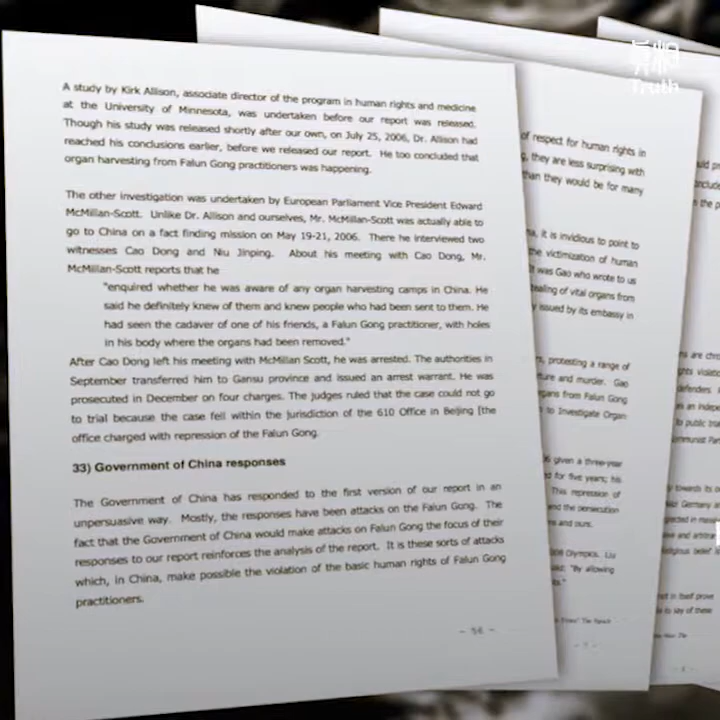 真相
Truth
A study by Kirk Allison, associate director of the program in human rights and medicine
at the University of Minnesota, was undertaken before our report was released.
Though his study was released shortly after our own, on July 25, 2006, Dr. Allison had
reached his conclusions earlier, before we released our report. He too concluded that
organ harvesting from Falun Gong practitioners was happening.
The other investigation was undertaken by European Parliament Vice President Edward
McMillan-Scott. Unlike Dr. Allison and ourselves, Mr. McMillan-Scott was actually able to
go to China on a fact finding mission on May 19-21, 2006. There he interviewed two
witnesses Cao Dong and Niu Jinping. About his meeting with Cao Dong, Mr.
McMillan-Scott reports that he
"enquired whether he was aware of any organ harvesting camps in China. He
said he definitely knew of them and knew people who had been sent to them. He
had seen the cadaver of one of his friends, a Falun Gong practitioner, with holes
in his body where the organs had been removed."
After Cao Dong left his meeting with McMillan Scott, he was arrested. The authorities in
September transferred him to Gansu province and issued an arrest warrant. He was
prosecuted in December on four charges. The judges ruled that the case could not go
to trial because the case fell within the jurisdiction of the 610 Office in Beijing [the
office charged with repression of the Falun Gong.
33) Government of China responses
The Government of China has responded to the first version of our report in an
unpersuasive way. Mostly, the responses have been attacks on the Falun Gong. The
fact that the Government of China would make attacks on Falun Gong the focus of their
responses to our report reinforces the analysis of the report. It is these sorts of attacks
which, in China, make possible the violation of the basic human rights of Falun Gong
practitioners.
of respect for human rights in
they are less surprising with
than they would be for many
it is invidious to point to
the victimization of human
was Gao who wrote to us
stealing of vital organs from
issued by its embassy in
protesting a range of
and murder. Gao
organs from Falun Gong
to Investigate Organ
given a three-year
for five years; his
This repression of
and the persecution
and ours.
Olympics. Liu
"By allowing